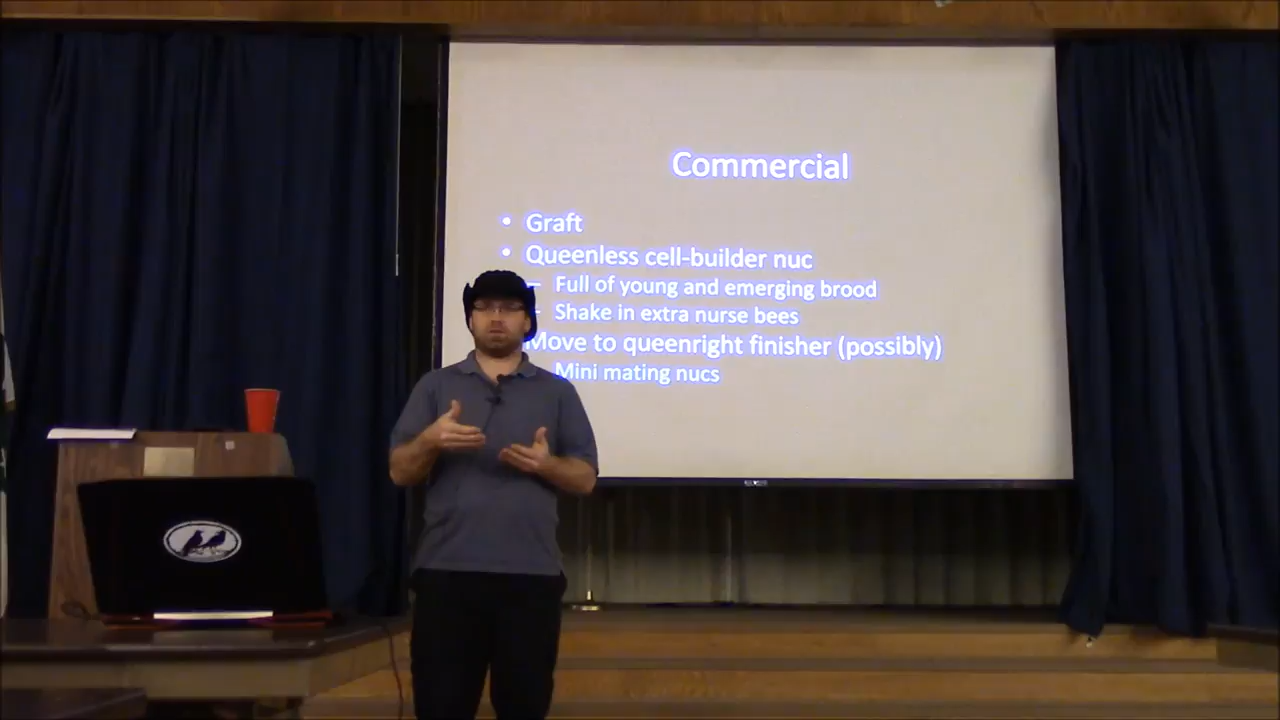 Commercial
• Graft
• Queenless cell-builder nuc
– Full of young and emerging brood
– Shake in extra nurse bees
Move to queenright finisher (possibly)
Mini mating nucs